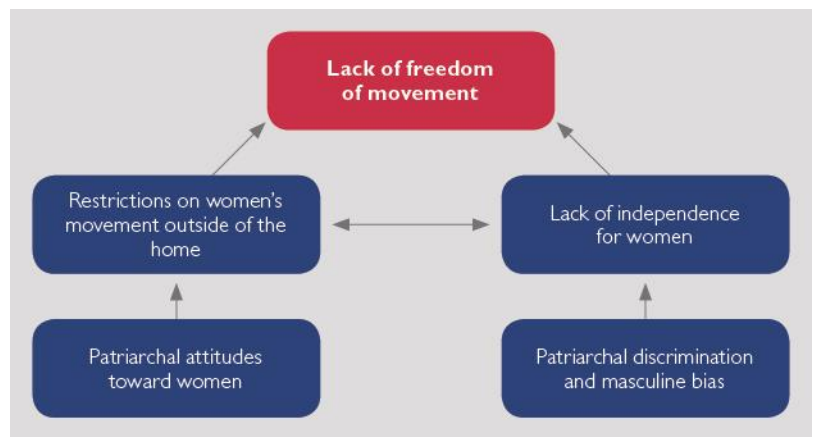 Lack of freedom
of movement
Restrictions on women’s
movement outside of the
home
Lack of independence
for women
Patriarchal attitudes
toward women
Patriarchal discrimination
and masculine bias